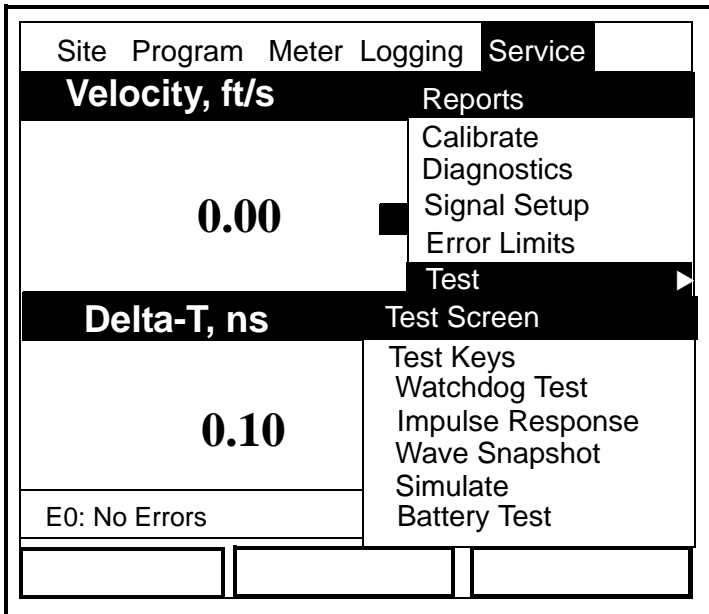 Site Program Meter Logging Service
Velocity, ft/s
Reports
Calibrate
Diagnostics
Signal Setup
Error Limits
Test
0.00
Delta-T, ns
Test Screen
Test Keys
Watchdog Test
Impulse Response
Wave Snapshot
Simulate
Battery Test
0.10
E0: No Errors